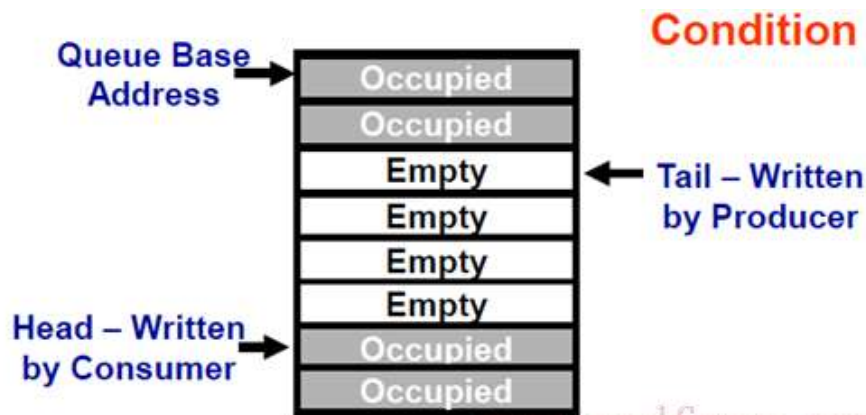 Condition
Queue Base
Address
Occupied
Occupied
Empty
Tail – Written
by Producer
Empty
Empty
Empty
Head – Written
by Consumer
Occupied
Occupied